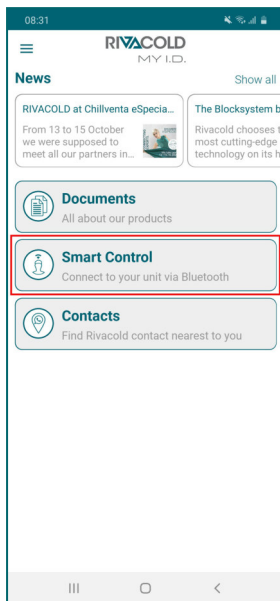 08:31
RIVACOLD
MY I.D.
News
Show all
RIVACOLD at Chillventa eSpecia...
From 13 to 15 October
we were supposed to
meet all our partners in...
The Blocksystem b
Rivacold chooses t
most cutting-edge
technology on its h
Documents
All about our products
Smart Control
Connect to your unit via Bluetooth
Contacts
Find Rivacold contact nearest to you